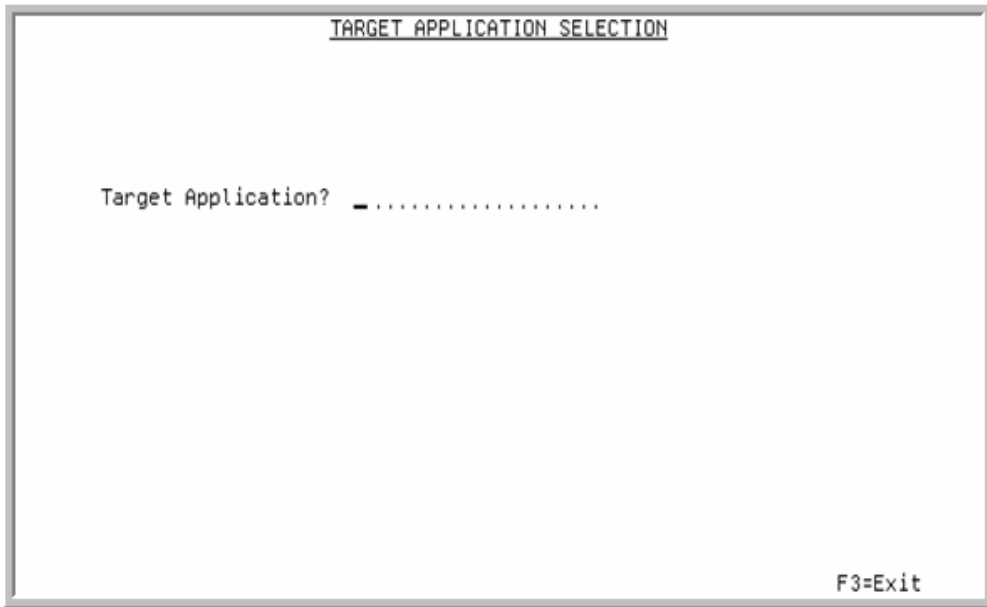 TARGET APPLICATION SELECTION
Target Application? _....................
F3=Exit